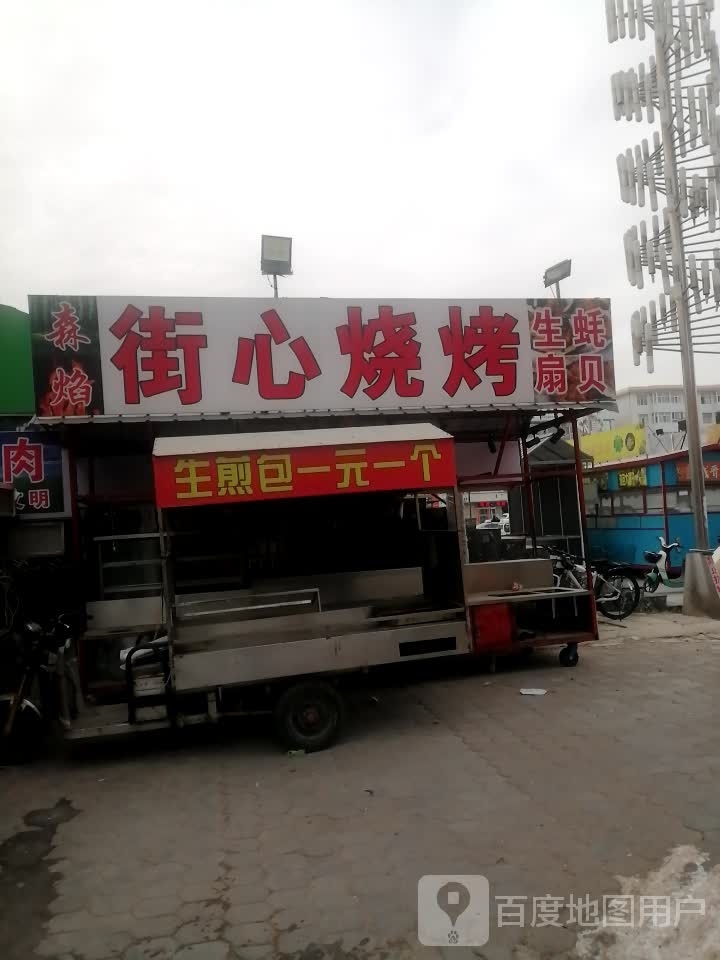 森焰
街心烧烤
生蚝
扇贝
生煎包一元一个
肉
明
百度地图用户